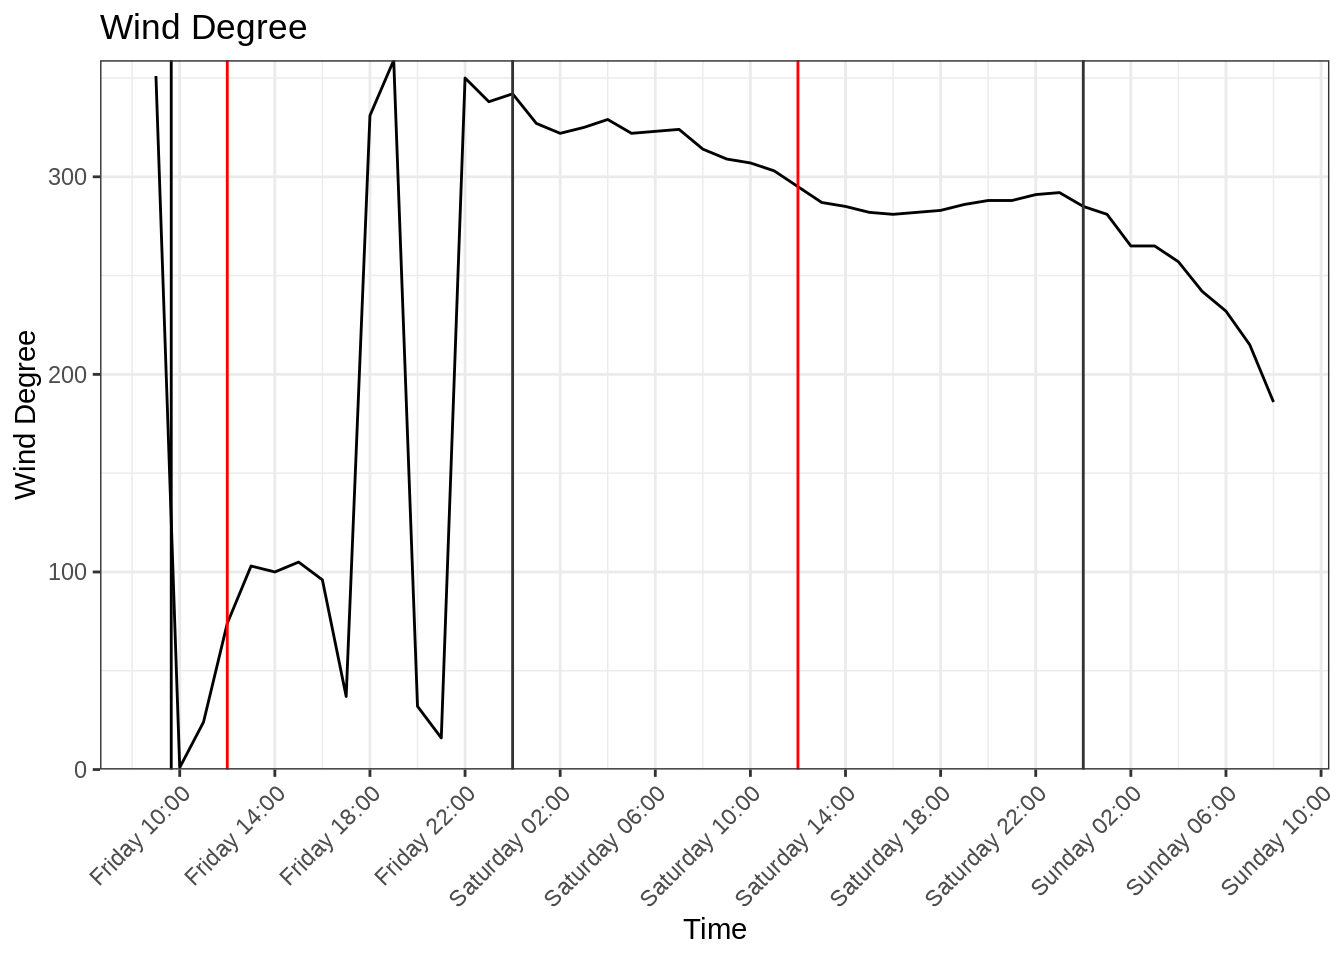 Wind Degree
Wind Degree
300
200
100
0
Friday 10:00
Friday 14:00
Friday 18:00
Friday 22:00
Saturday 02:00
Saturday 06:00
Saturday 10:00
Saturday 14:00
Saturday 18:00
Saturday 22:00
Sunday 02:00
Sunday 06:00
Sunday 10:00
Time